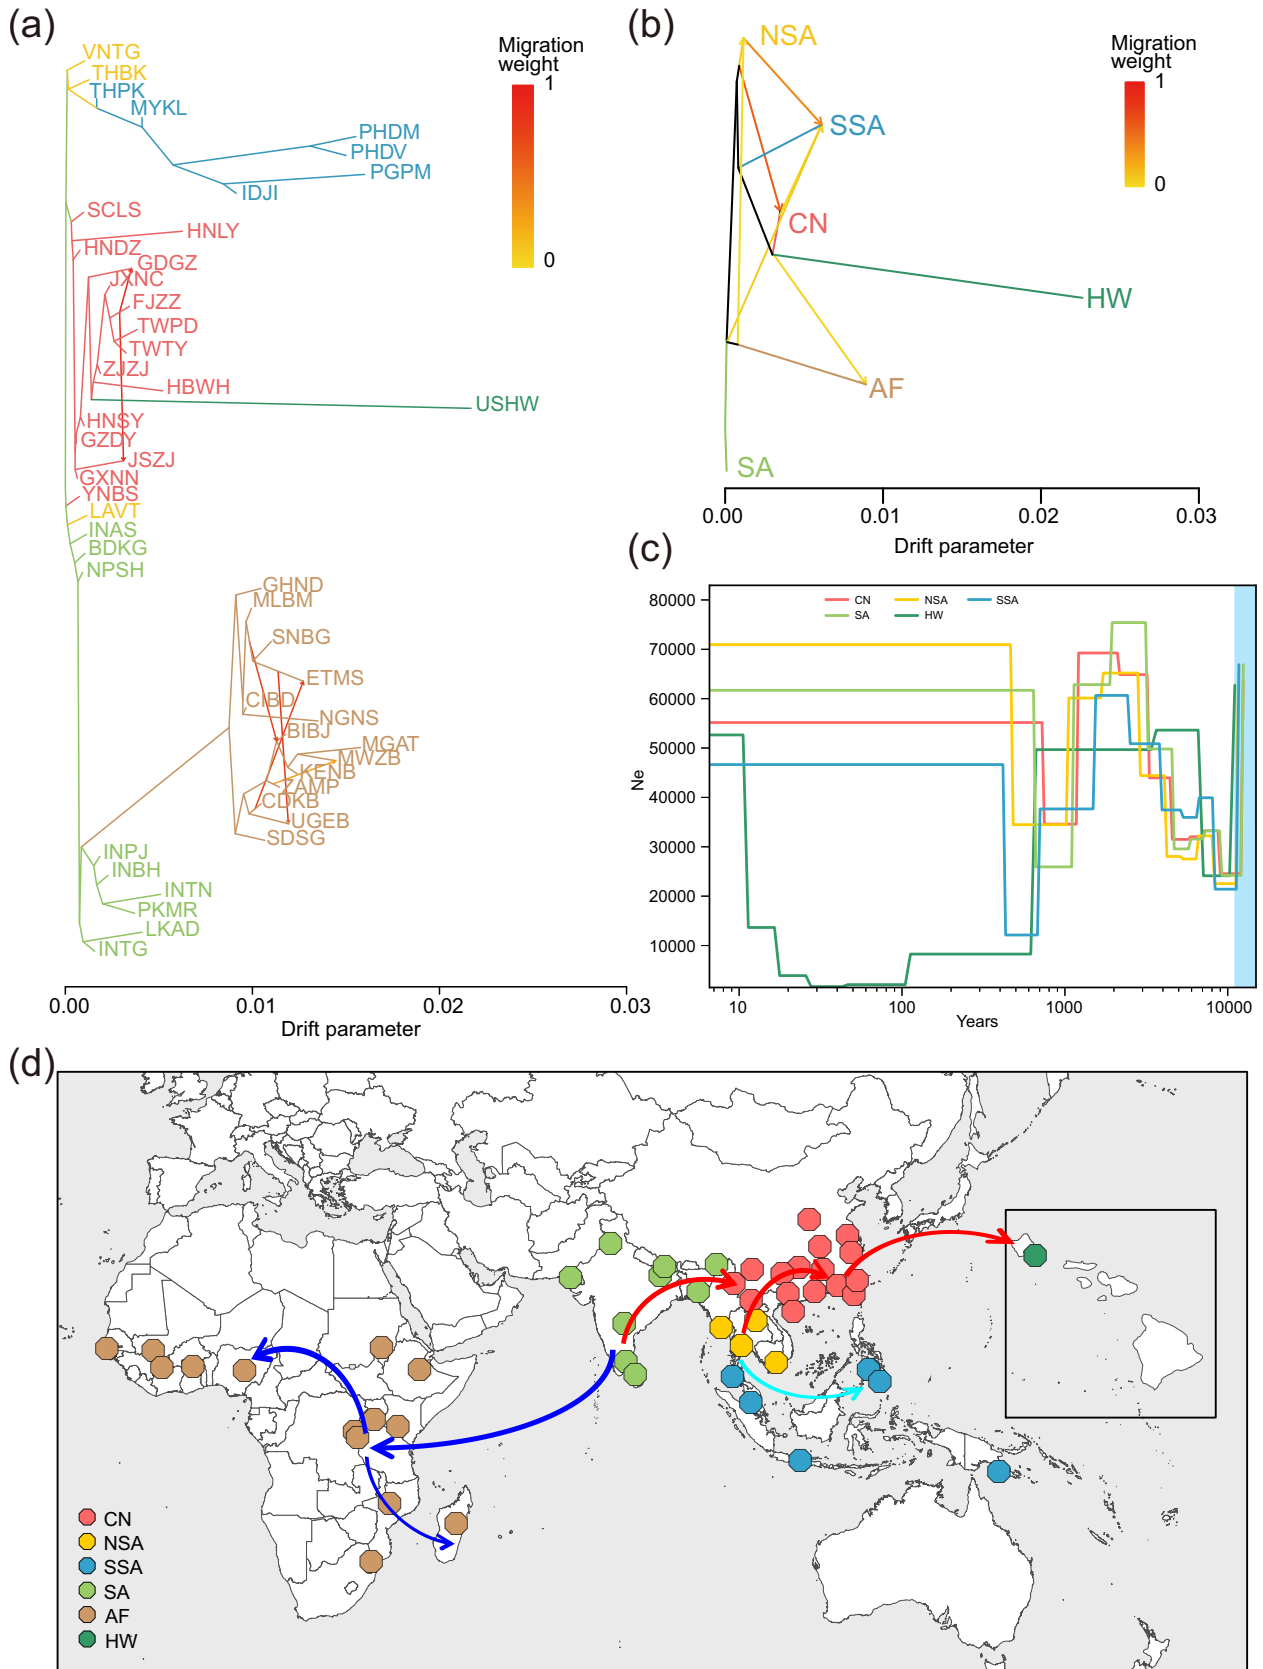 (a)
VNTG
THBK
THPK
MYKL
PHDM
PHDV
PGPM
IDJI
SCLS
HNLY
HNDZ
GDGZ
JXNC
FJZZ
TWPD
TWTY
ZJZJ
HBWH
USHW
HNSY
GZDY
JSZJ
GXNN
YNBS
LAVT
INAS
BDKG
NPSH
GHND
MLBM
SNBG
ETMS
CIBD
NGNS
BIBJ
MGAT
MWZB
KENB
ZAMP
CDKB
UGEB
SDSG
INPJ
INBH
INTN
PKMR
LKAD
INTG
Migration
weight
1
0
0.00 0.01 0.02 0.03
Drift parameter
(b)
NSA
SSA
CN
HW
AF
SA
Migration
weight
1
0
0.00 0.01 0.02 0.03
Drift parameter
(c)
CN NSA SSA
SA HW
Ne
80000
70000
60000
50000
40000
30000
20000
10000
10 100 1000 10000
Years
(d)
CN
NSA
SSA
SA
AF
HW